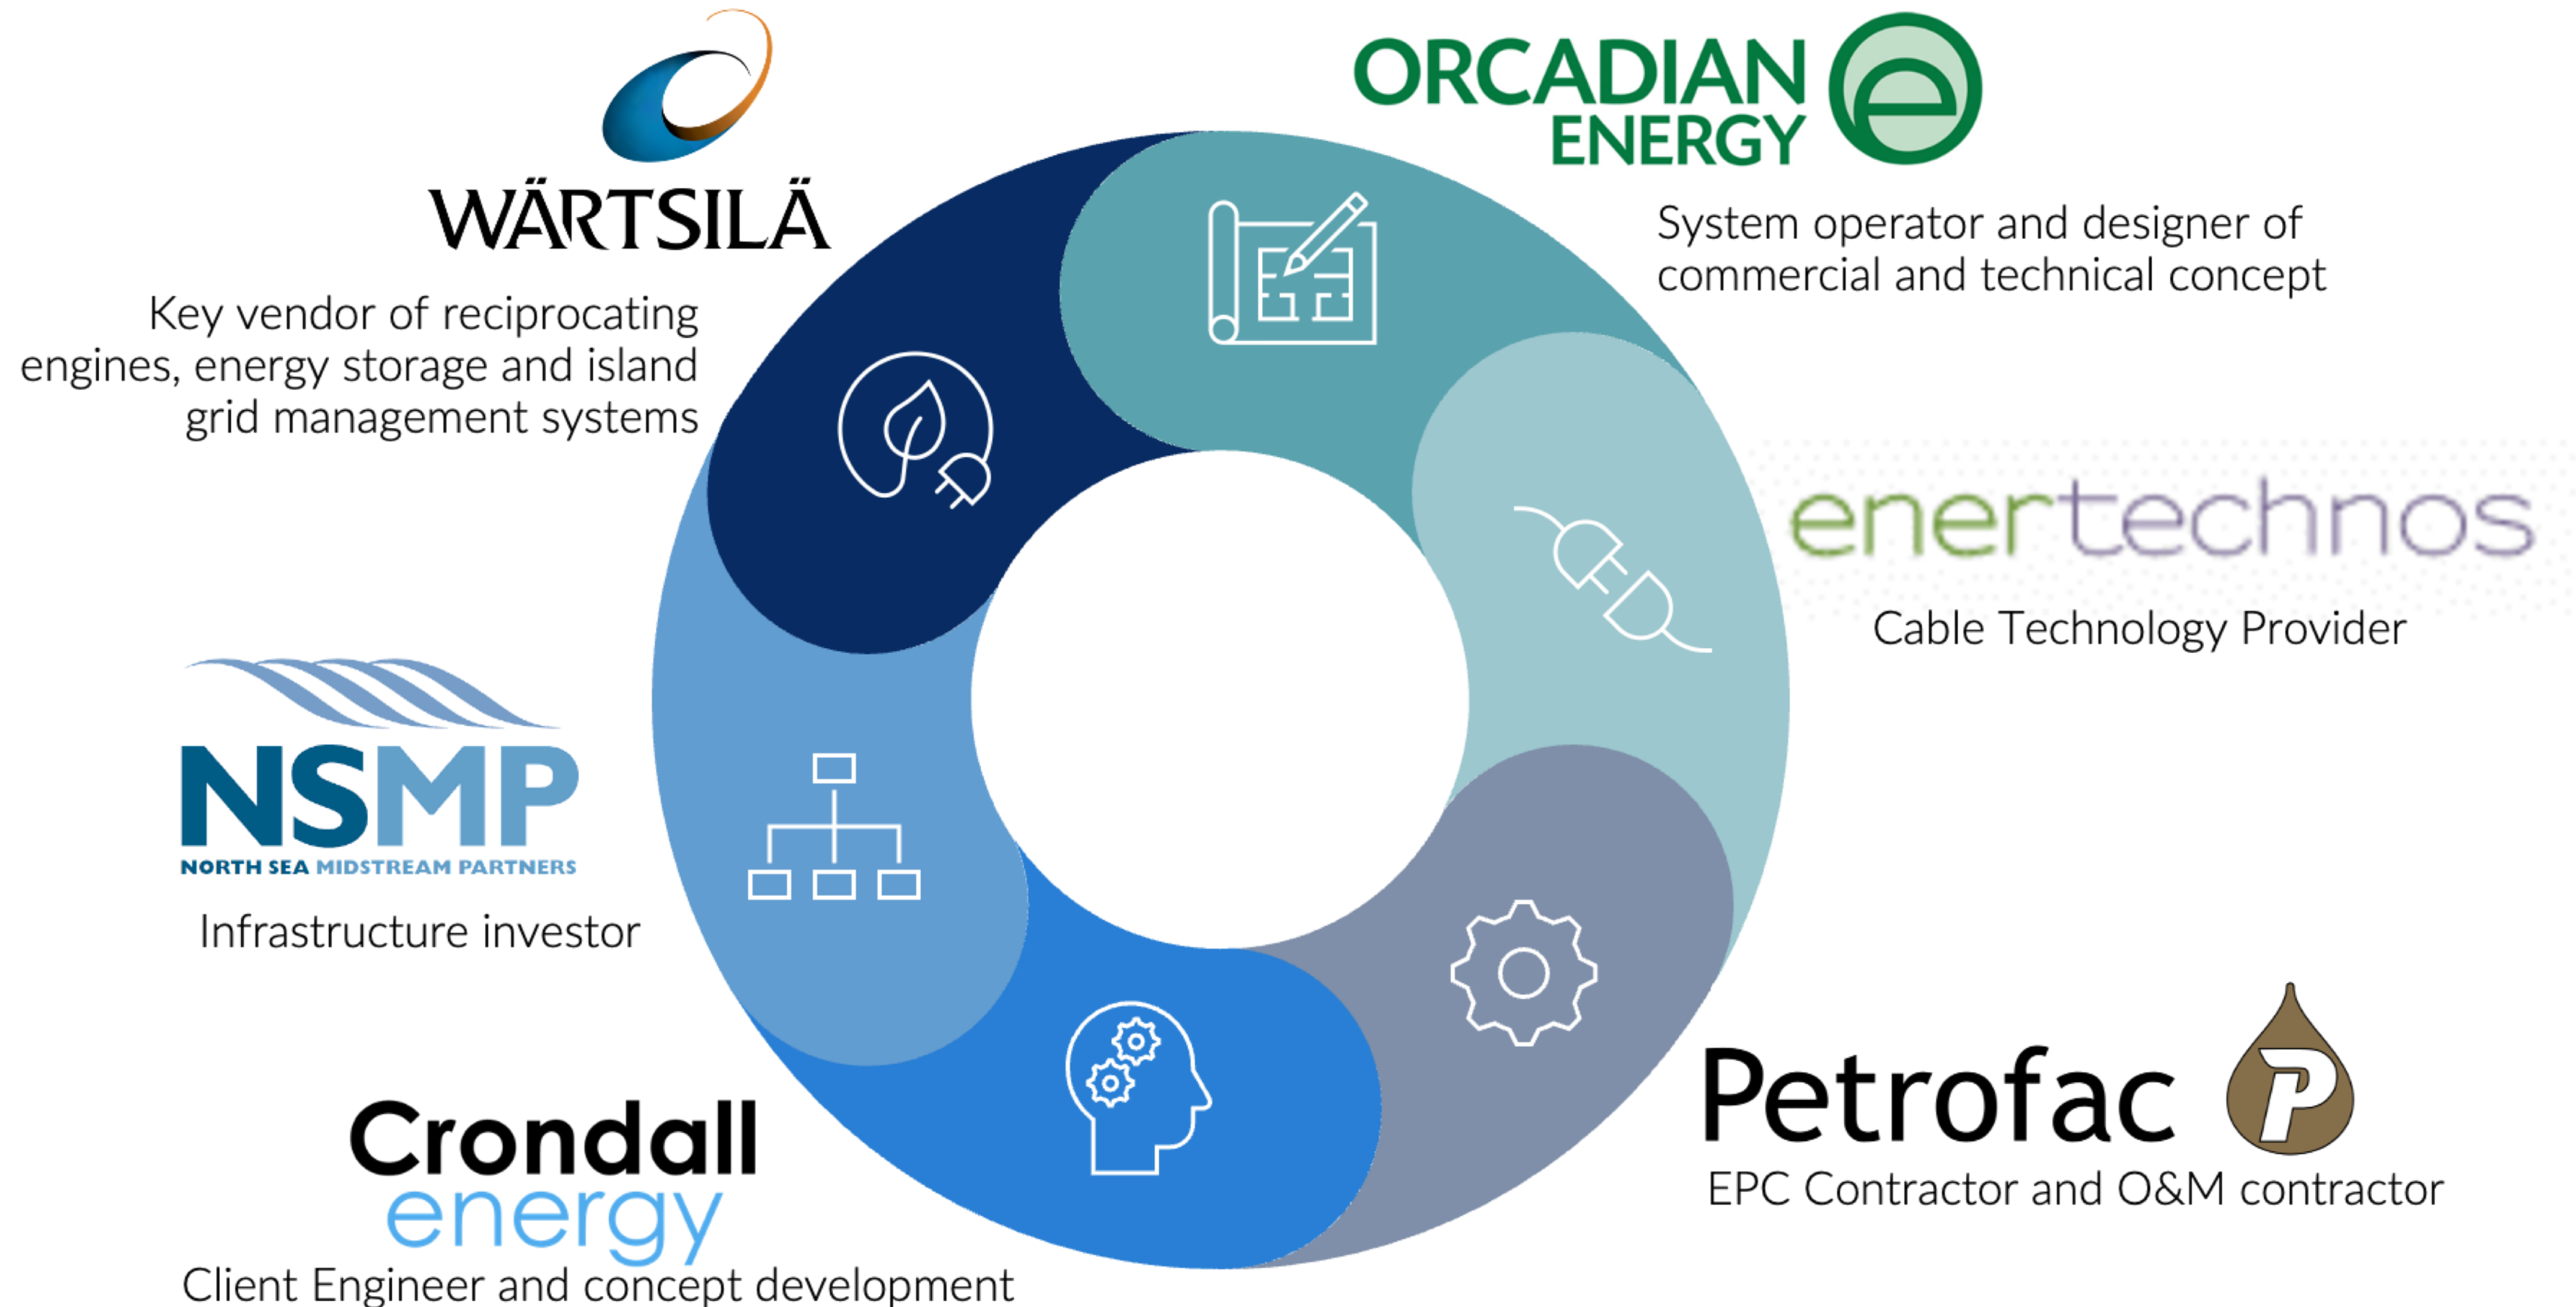 WÄRTSILÄ
Key vendor of reciprocating
engines, energy storage and island
grid management systems
ORCADIAN
ENERGY
e
System operator and designer of
commercial and technical concept
enertechnos
Cable Technology Provider
NSMP
NORTH SEA MIDSTREAM PARTNERS
Infrastructure investor
Petrofac
P
EPC Contractor and O&M contractor
Crondall
energy
Client Engineer and concept development